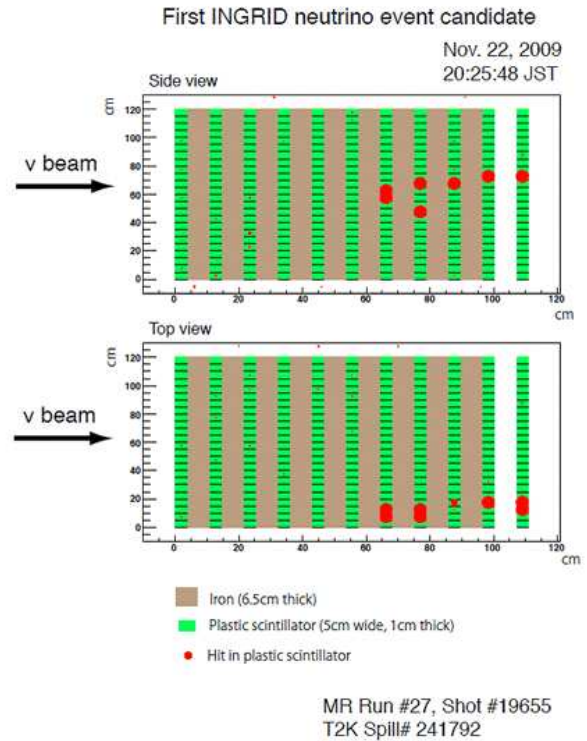 First INGRID neutrino event candidate
Nov. 22, 2009
20:25:48 JST
Side view
cm
120
100
80
60
40
20
0
ν beam
0 20 40 60 80 100 120
cm
Top view
cm
120
100
80
60
40
20
0
ν beam
0 20 40 60 80 100 120
cm
Iron (6.5cm thick)
Plastic scintillator (5cm wide, 1cm thick)
Hit in plastic scintillator
MR Run #27, Shot #19655
T2K Spill# 241792